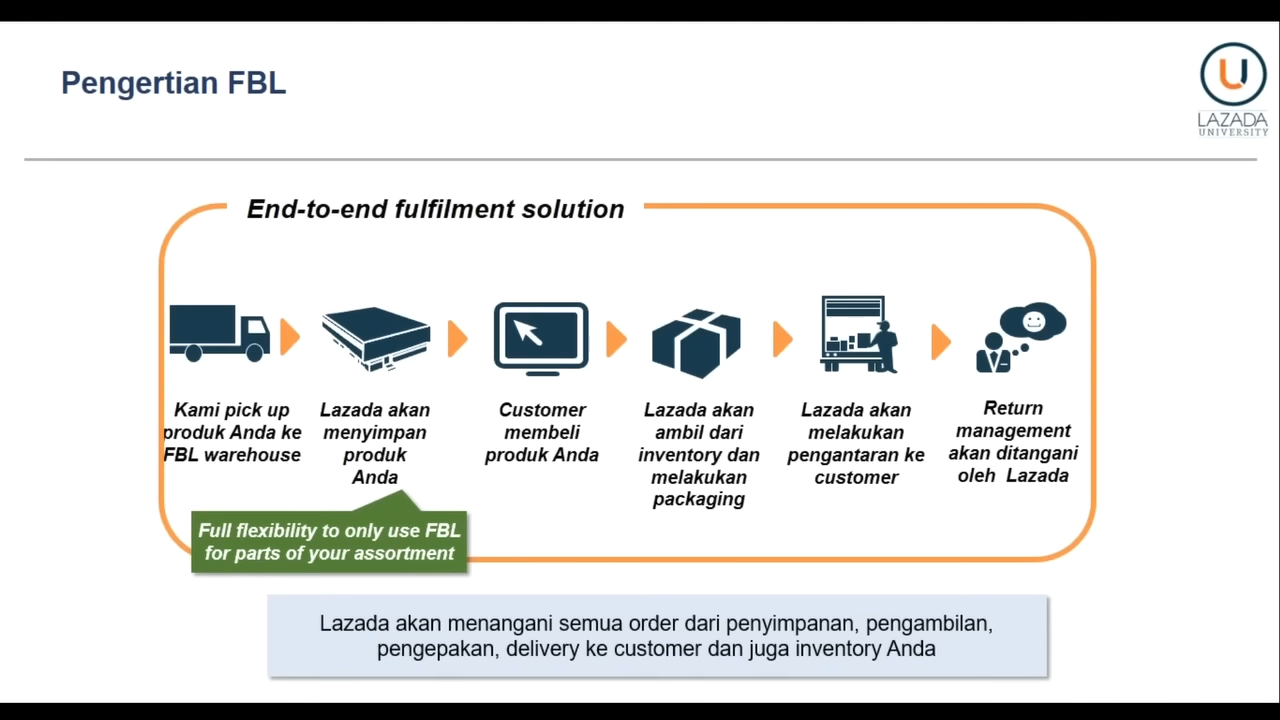 Pengertian FBL
LAZADA
UNIVERSITY
End-to-end fulfilment solution
Kami pick up
produk Anda ke
FBL warehouse
Lazada akan
menyimpan
produk
Anda
Customer
membeli
produk Anda
Lazada akan
ambil dari
inventory dan
melakukan
packaging
Lazada akan
melakukan
pengantaran ke
customer
Return
management
akan ditangani
oleh Lazada
Full flexibility to only use FBL
for parts of your assortment
Lazada akan menangani semua order dari penyimpanan, pengambilan,
pengepakan, delivery ke customer dan juga inventory Anda